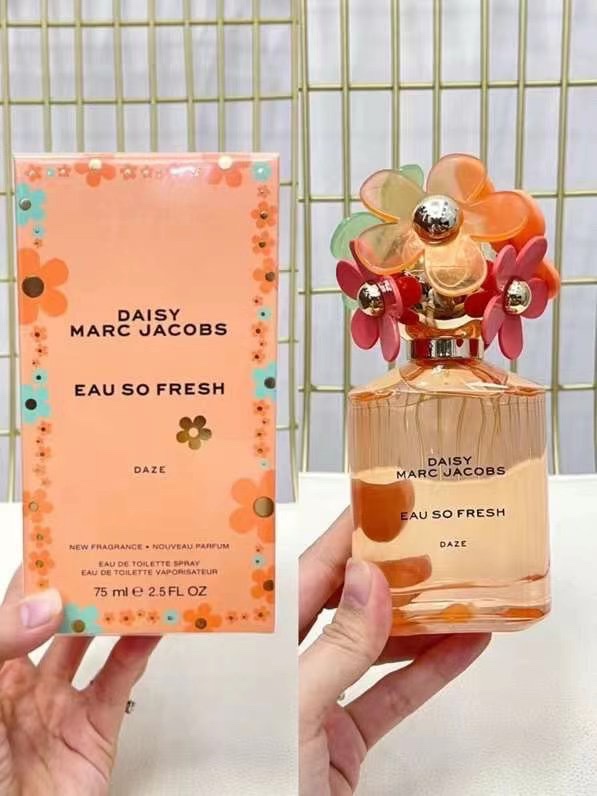 DAISY
MARC JACOBS
EAU SO FRESH
DAZE
NEW FRAGRANCE • NOUVEAU PARFUM
EAU DE TOILETTE SPRAY
EAU DE TOILETTE VAPORISATEUR
75 ml ℮ 2.5 FL OZ
DAISY
MARC JACOBS
EAU SO FRESH
DAZE